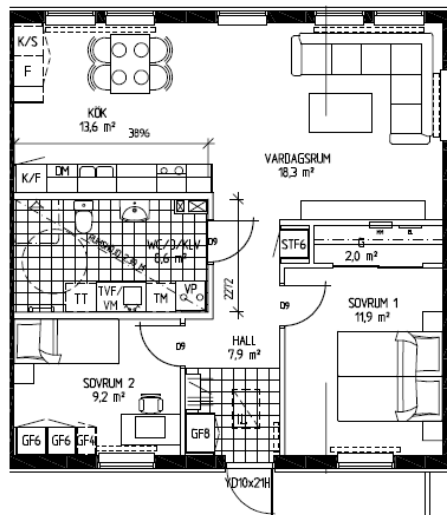 K/S
F
KÖK
13,6 m²
3896
K/F
DM
VARDAGSRUM
18,3 m²
WC/D/KLV
6,6 m²
D9
2272
STF6
G
2,0 m²
TT
TVF/
VM
TM
VP
D9
SOVRUM 1
11,9 m²
HALL
7,9 m²
D9
SOVRUM 2
9,2 m²
GF6
GF6
GF4
GF8
YD10x21H